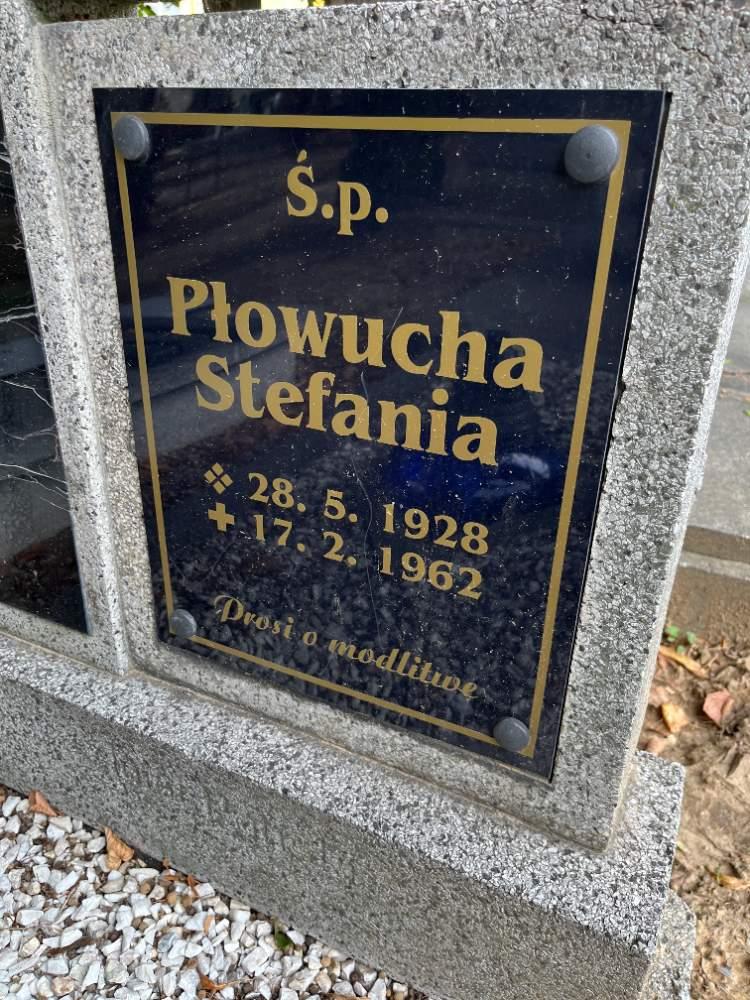 Ś.p.
Płowucha
Stefania
28. 5. 1928
17. 2. 1962
Prosi o modlitwę